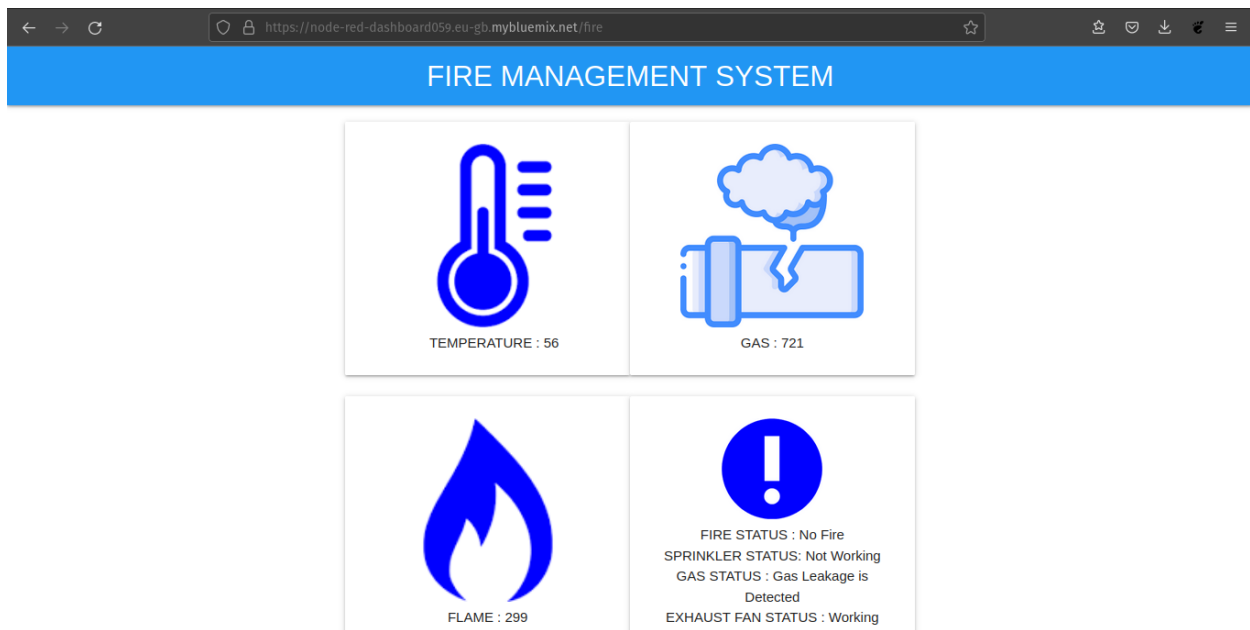 https://node-red-dashboard059.eu-gb.mybluemix.net/fire
FIRE MANAGEMENT SYSTEM
TEMPERATURE : 56
GAS : 721
FLAME : 299
FIRE STATUS : No Fire
SPRINKLER STATUS: Not Working
GAS STATUS : Gas Leakage is
Detected
EXHAUST FAN STATUS : Working